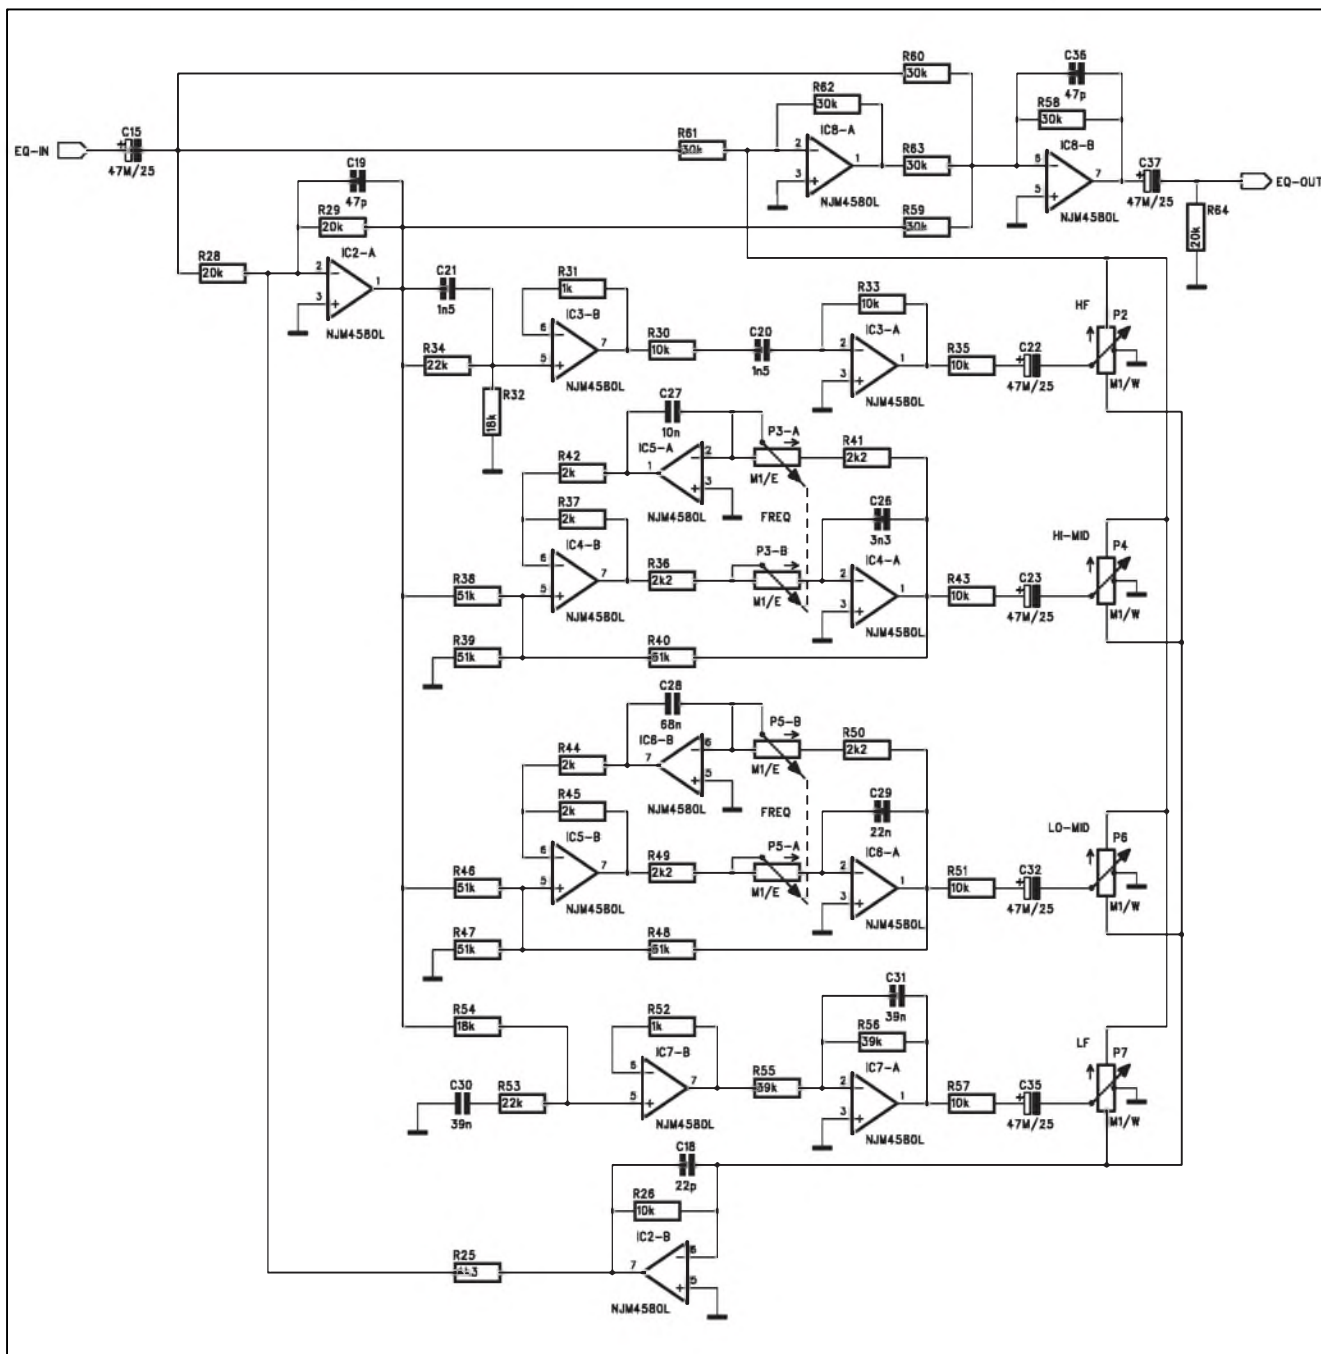 R60
30k
C36
47p
R62
30k
R58
30k
EQ-IN
C15
+
47M/25
R61
30k
IC8-A
2
3
1
NJM4580L
R63
30k
IC8-B
5
7
NJM4580L
C37
+
47M/25
EQ-OUT
R64
20k
C19
47p
R29
20k
R59
30k
R28
20k
IC2-A
2
3
1
NJM4580L
C21
1n5
R31
1k
IC3-B
6
5
7
NJM4580L
R30
10k
C20
1n5
R33
10k
IC3-A
2
3
1
NJM4580L
R35
10k
C22
+
47M/25
HF
P2
M1/W
R34
22k
R32
18k
C27
10n
IC5-A
1
2
3
NJM4580L
P3-A
M1/E
R41
2k2
R42
2k
R37
2k
FREQ
C26
3n3
IC4-B
6
5
7
NJM4580L
R36
2k2
P3-B
M1/E
IC4-A
2
3
1
NJM4580L
R43
10k
C23
+
47M/25
HI-MID
P4
M1/W
R38
51k
R39
51k
R40
51k
C28
68n
IC6-B
7
6
5
NJM4580L
P5-B
M1/E
R50
2k2
R44
2k
R45
2k
FREQ
C29
22n
IC5-B
6
5
7
NJM4580L
R49
2k2
P5-A
M1/E
IC6-A
2
3
1
NJM4580L
R51
10k
C32
+
47M/25
LO-MID
P6
M1/W
R46
51k
R47
51k
R48
51k
R54
18k
R52
1k
C31
39n
R56
39k
IC7-B
6
5
7
NJM4580L
R55
39k
IC7-A
2
3
1
NJM4580L
R57
10k
C35
+
47M/25
LF
P7
M1/W
C30
39n
R53
22k
C18
22p
R26
10k
IC2-B
7
6
5
NJM4580L
R25